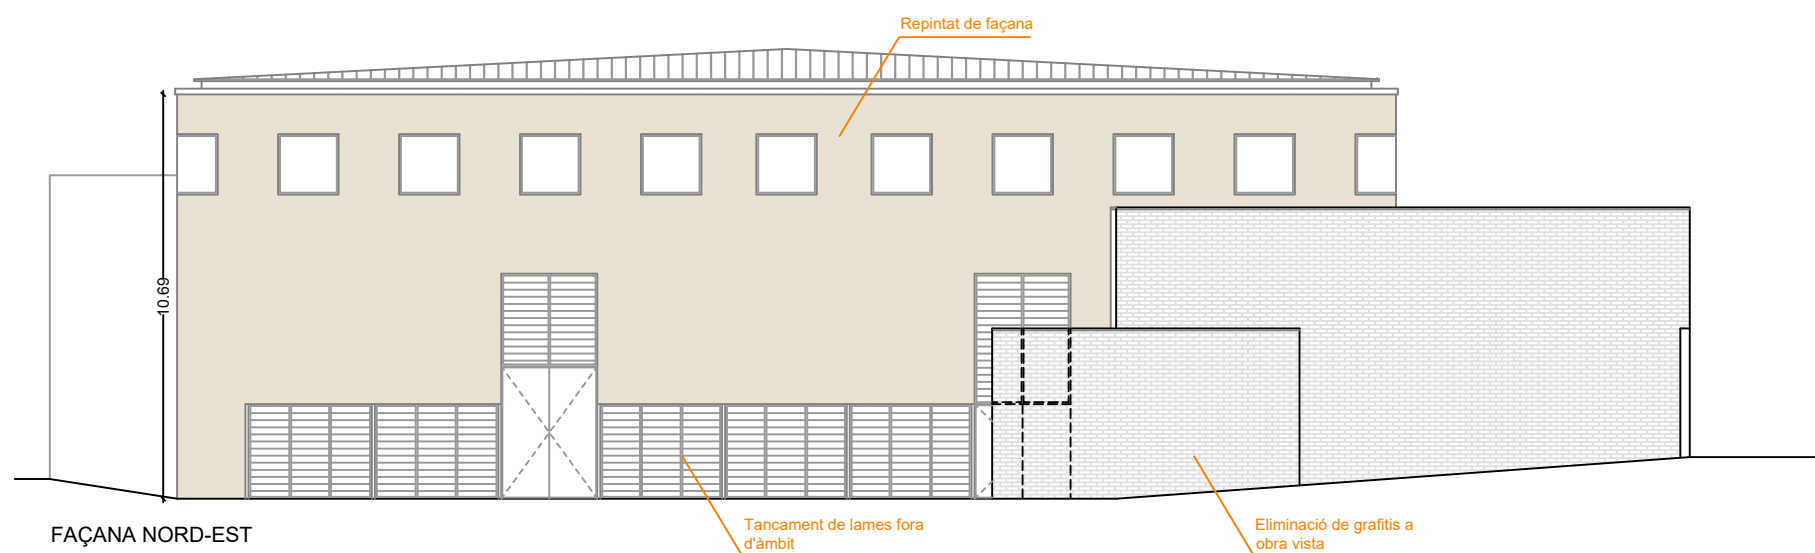 Repintat de façana
10.69
Tancament de lames fora
d'àmbit
Eliminació de grafitis a
obra vista
FAÇANA NORD-EST